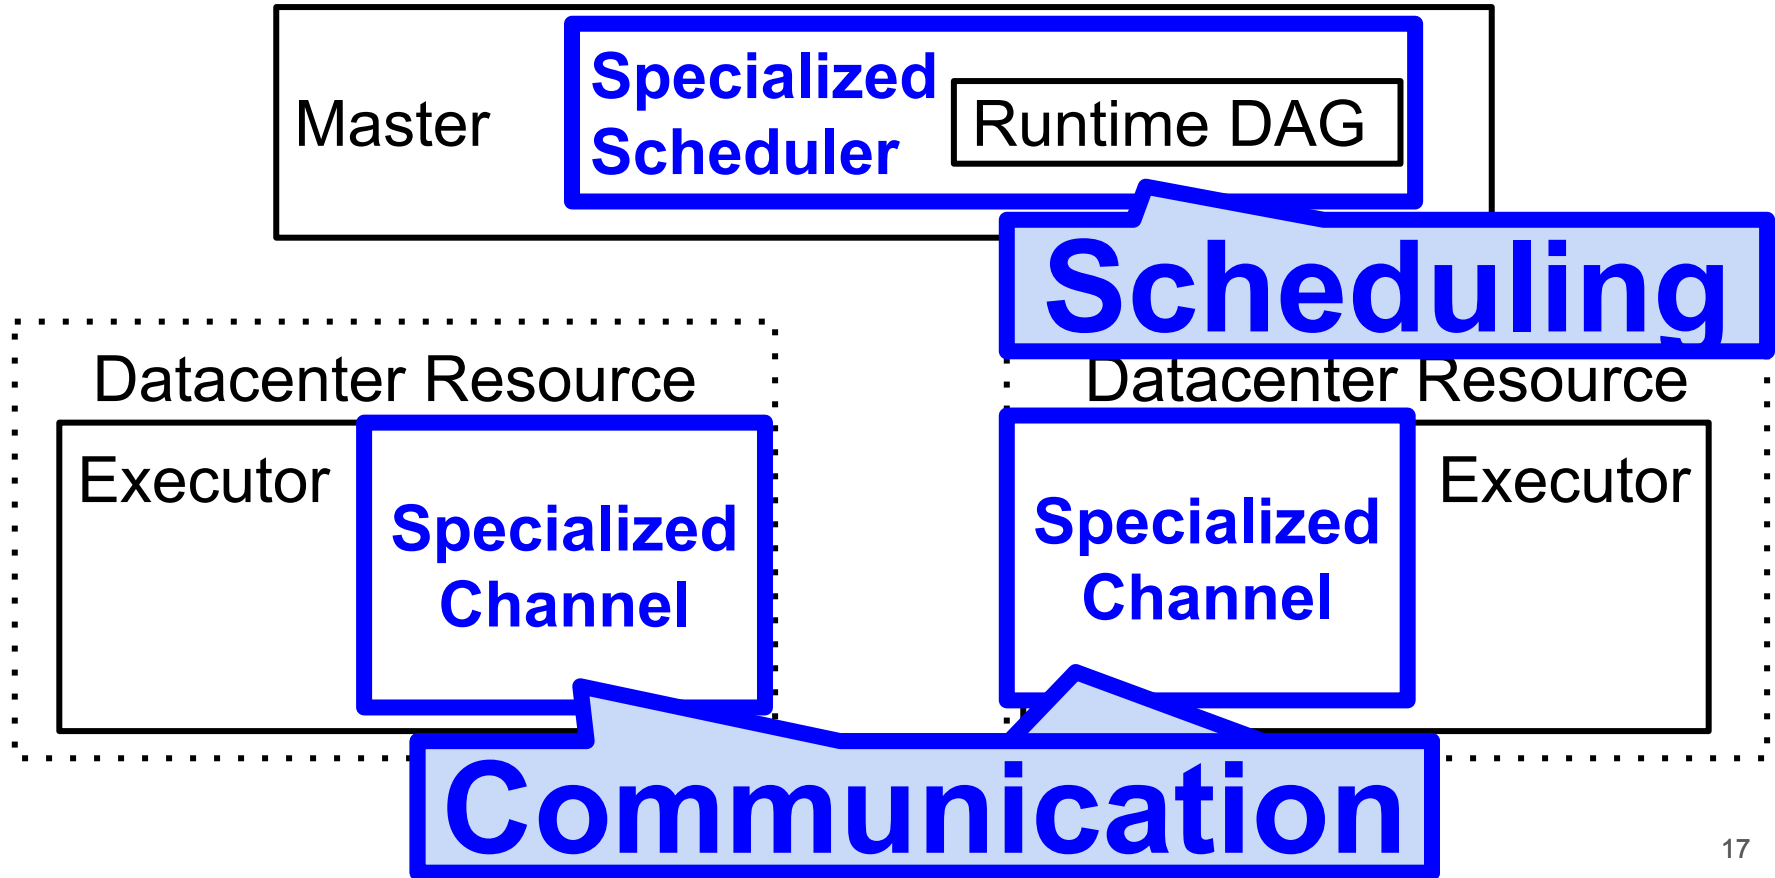 Master
Specialized
Scheduler
Runtime DAG
Scheduling
Datacenter Resource
Executor
Specialized
Channel
Datacenter Resource
Specialized
Channel
Executor
Communication
17